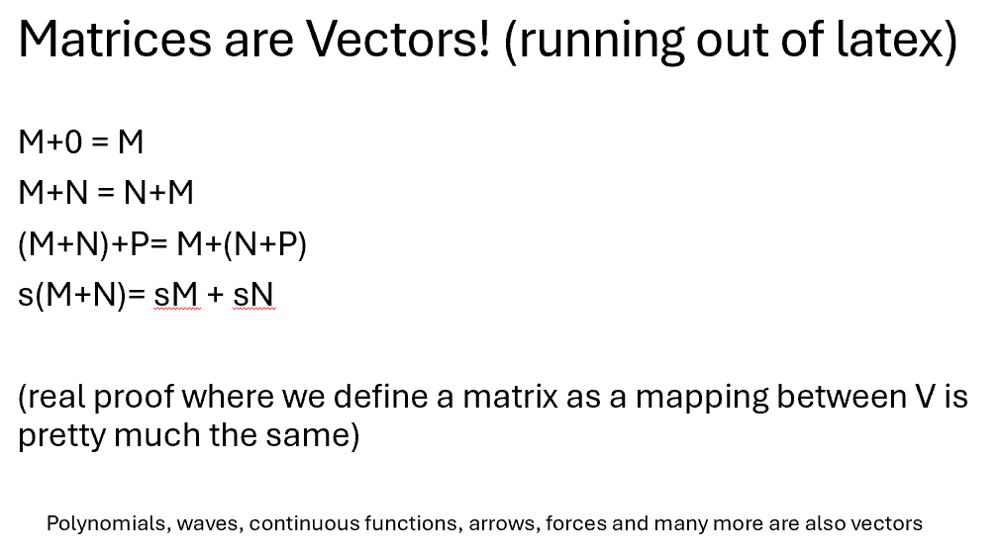 Matrices are Vectors! (running out of latex)
M+0 = M
M+N = N+M
(M+N)+P= M+(N+P)
s(M+N)= sM + sN
(real proof where we define a matrix as a mapping between V is
pretty much the same)
Polynomials, waves, continuous functions, arrows, forces and many more are also vectors